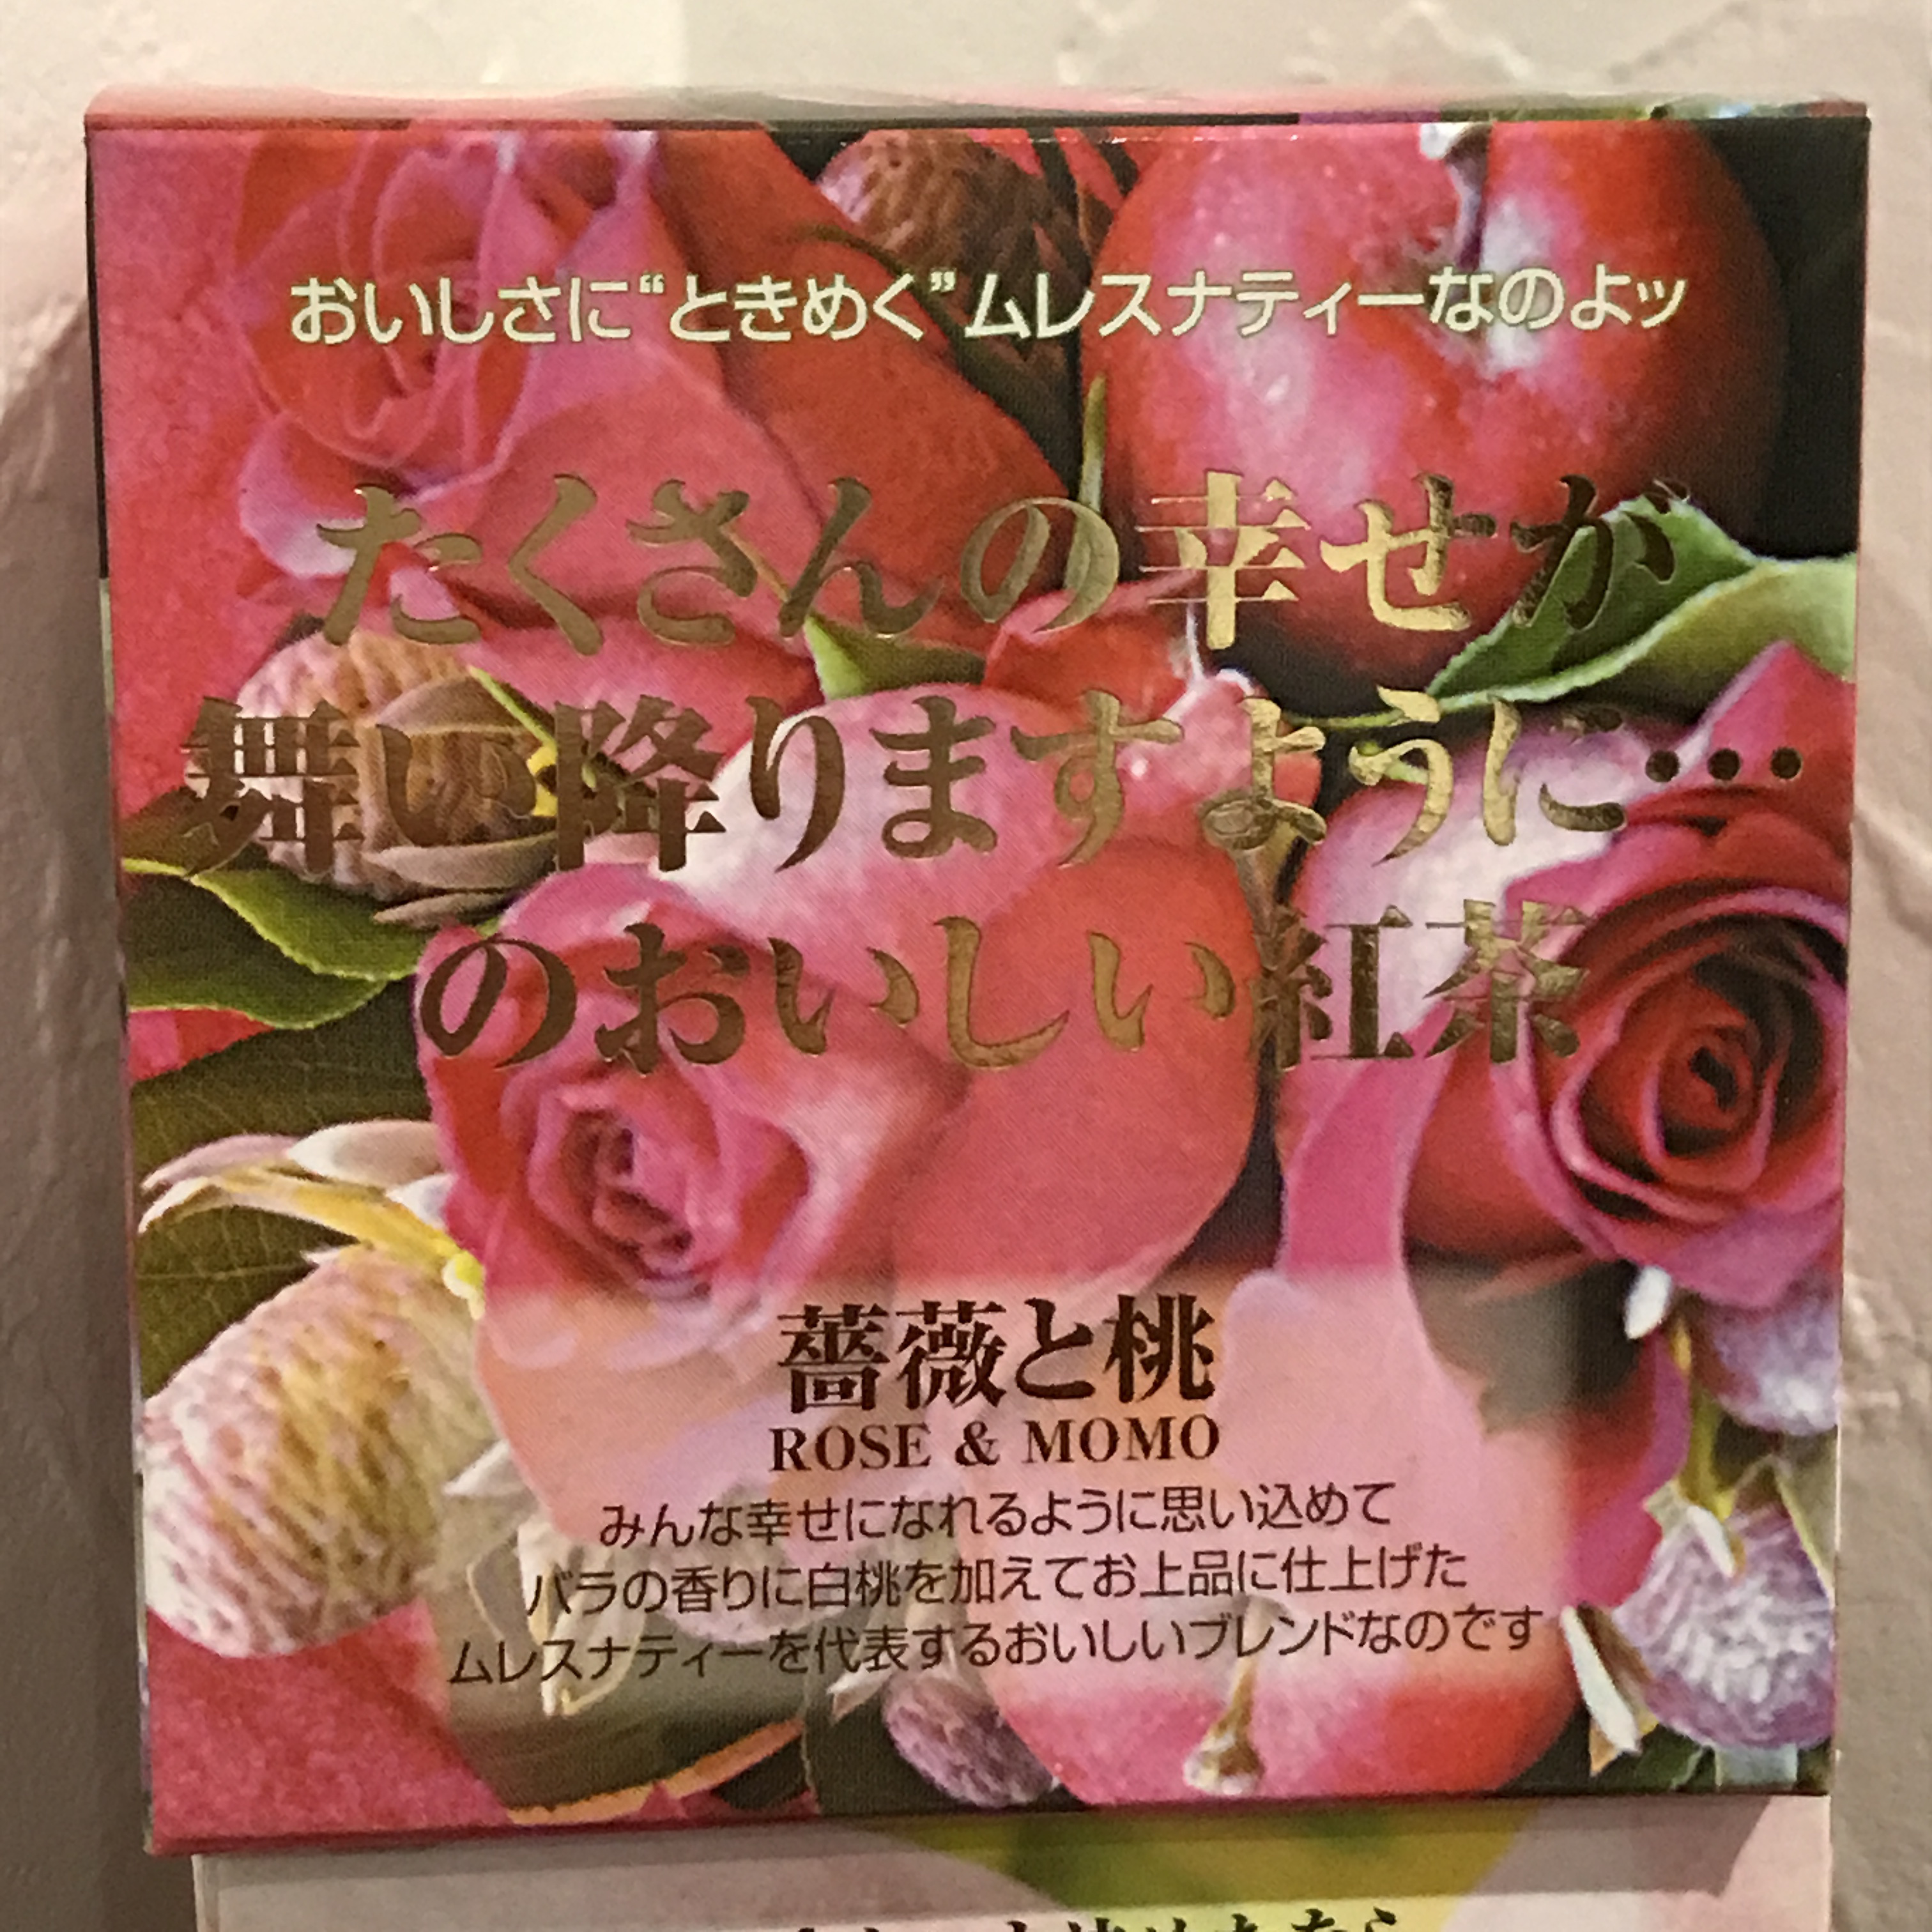 おいしさに“ときめく”ムレスナティーなのよッ
たくさんの幸せが
舞い降りますように…
のおいしい紅茶
薔薇と桃
ROSE & MOMO
みんな幸せになれるように思い込めて
バラの香りに白桃を加えてお上品に仕上げた
ムレスナティーを代表するおいしいブレンドなのです